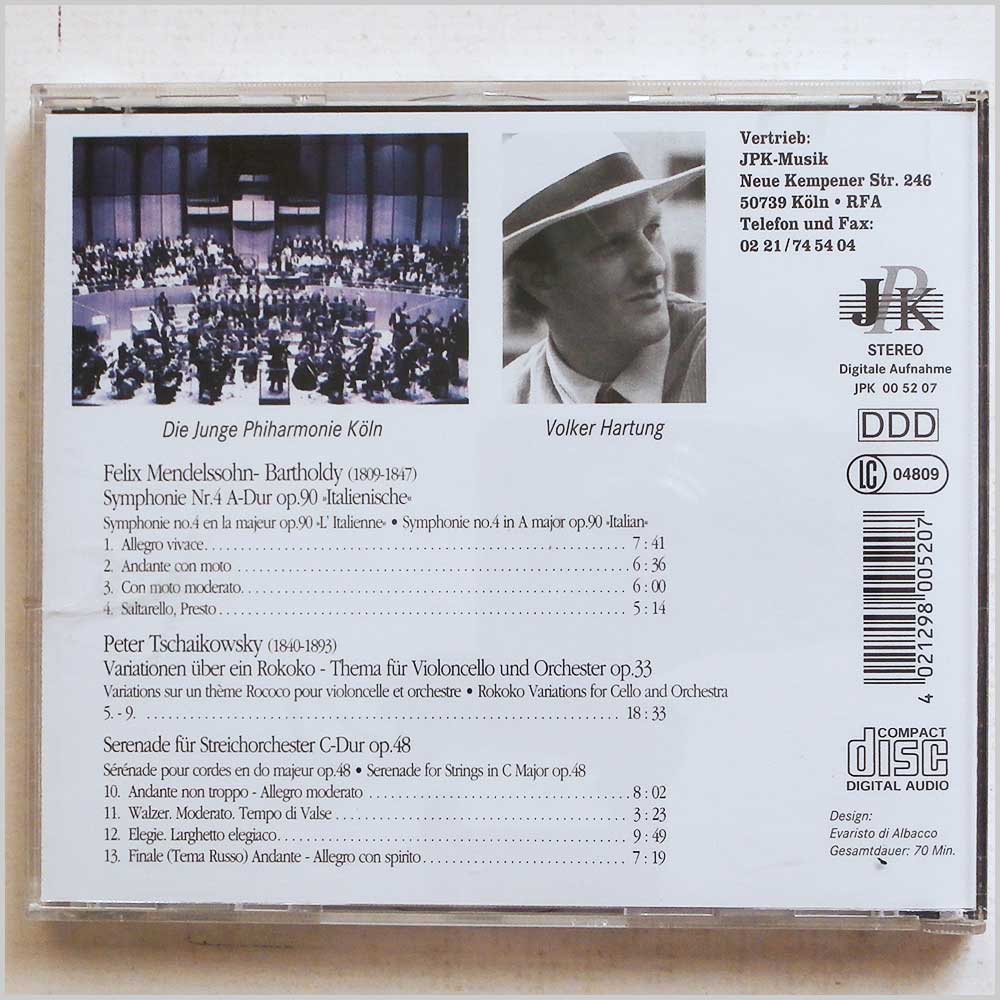 Vertrieb:
JPK-Musik
Neue Kempener Str. 246
50739 Köln • RFA
Telefon und Fax:
02 21/74 54 04
JPK
STEREO
Digitale Aufnahme
JPK 00 52 07
DDD
LC 04809
Die Junge Phiharmonie Köln
Volker Hartung
Felix Mendelssohn- Bartholdy (1809-1847)
Symphonie Nr.4 A-Dur op.90 »Italienische«
Symphonie no.4 en la majeur op.90 »L' Italienne« • Symphonie no.4 in A major op.90 »Italian«
1. Allegro vivace 7 : 41
2. Andante con moto 6 : 36
3. Con moto moderato 6 : 00
4. Saltarello, Presto 5 : 14
Peter Tschaikowsky (1840-1893)
Variationen über ein Rokoko - Thema für Violoncello und Orchester op.33
Variations sur un thème Rococo pour violoncelle et orchestre • Rokoko Variations for Cello and Orchestra
5. - 9. 18 : 33
Serenade für Streichorchester C-Dur op.48
Sérénade pour cordes en do majeur op.48 • Serenade for Strings in C Major op.48
10. Andante non troppo - Allegro moderato 8 : 02
11. Walzer. Moderato. Tempo di Valse 3 : 23
12. Elegie. Larghetto elegiaco 9 : 49
13. Finale (Tema Russo) Andante - Allegro con spirito 7 : 19
4 021298 005207
COMPACT
disc
DIGITAL AUDIO
Design:
Evaristo di Albacco
Gesamtdauer: 70 Min.